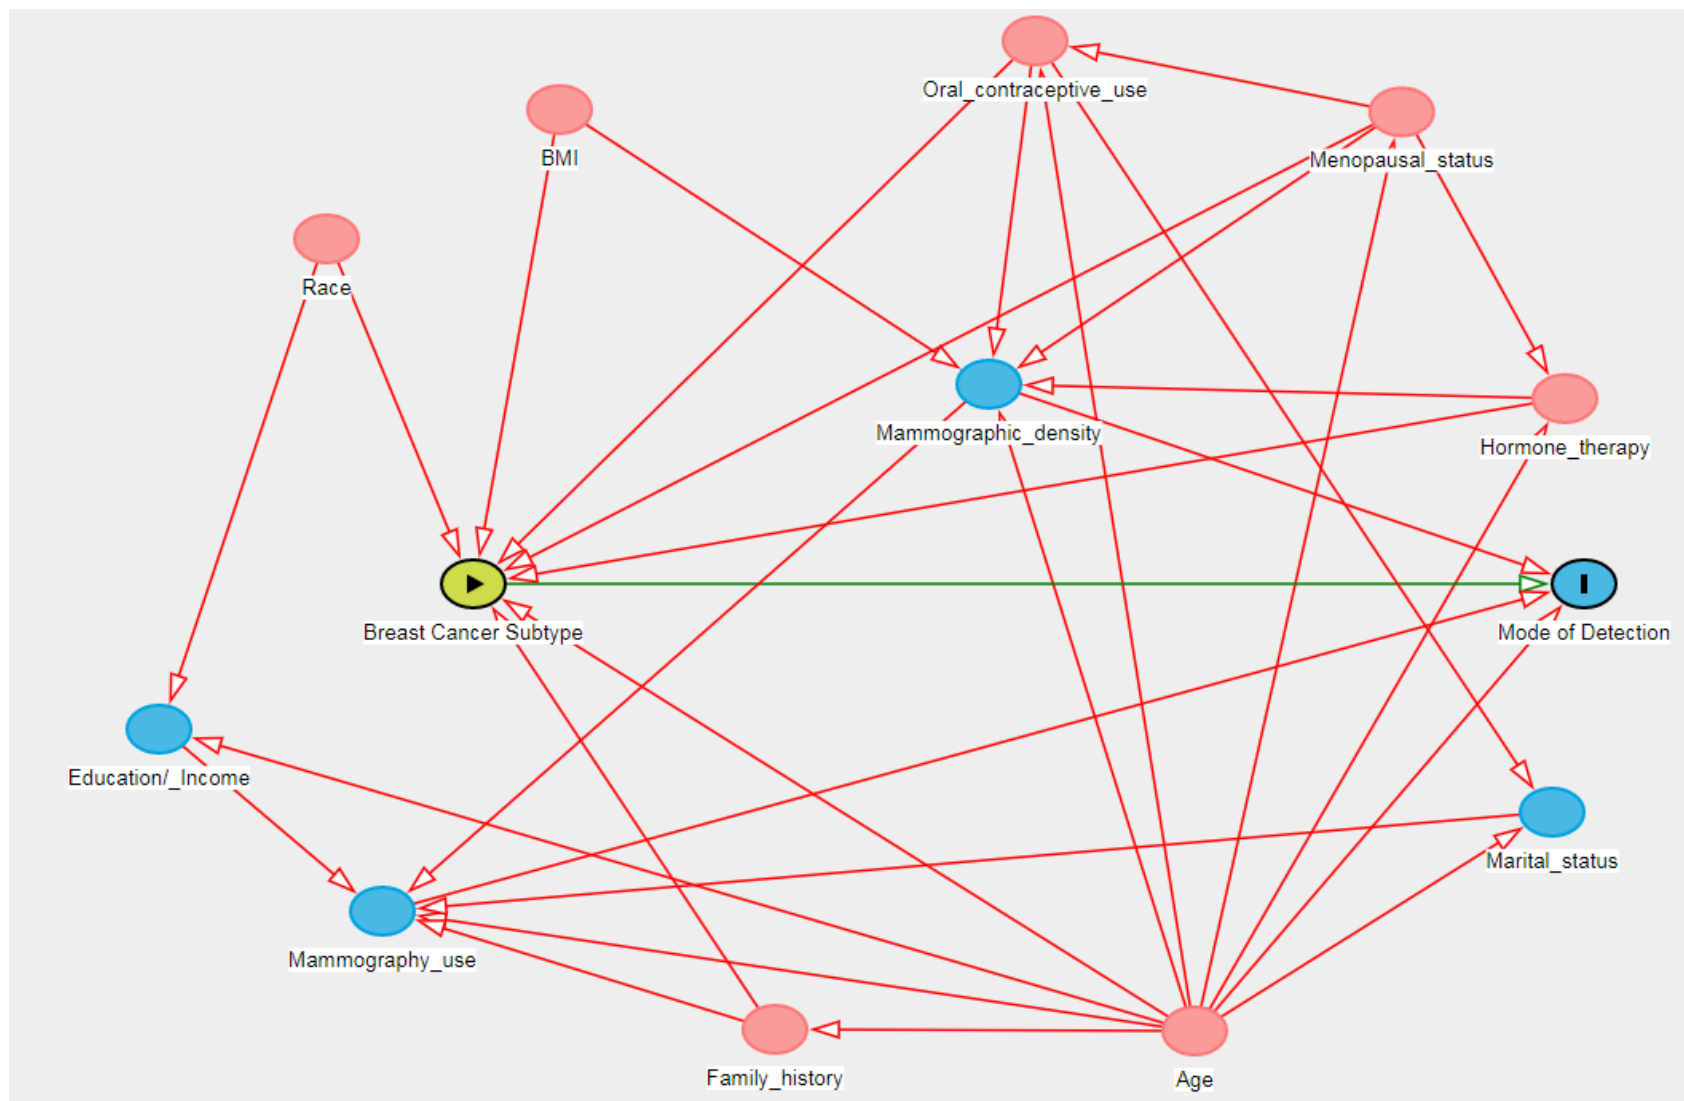 Oral_contraceptive_use
BMI
Menopausal_status
Race
Mammographic_density
Hormone_therapy
Breast Cancer Subtype
Mode of Detection
Education/_Income
Marital_status
Mammography_use
Family_history
Age